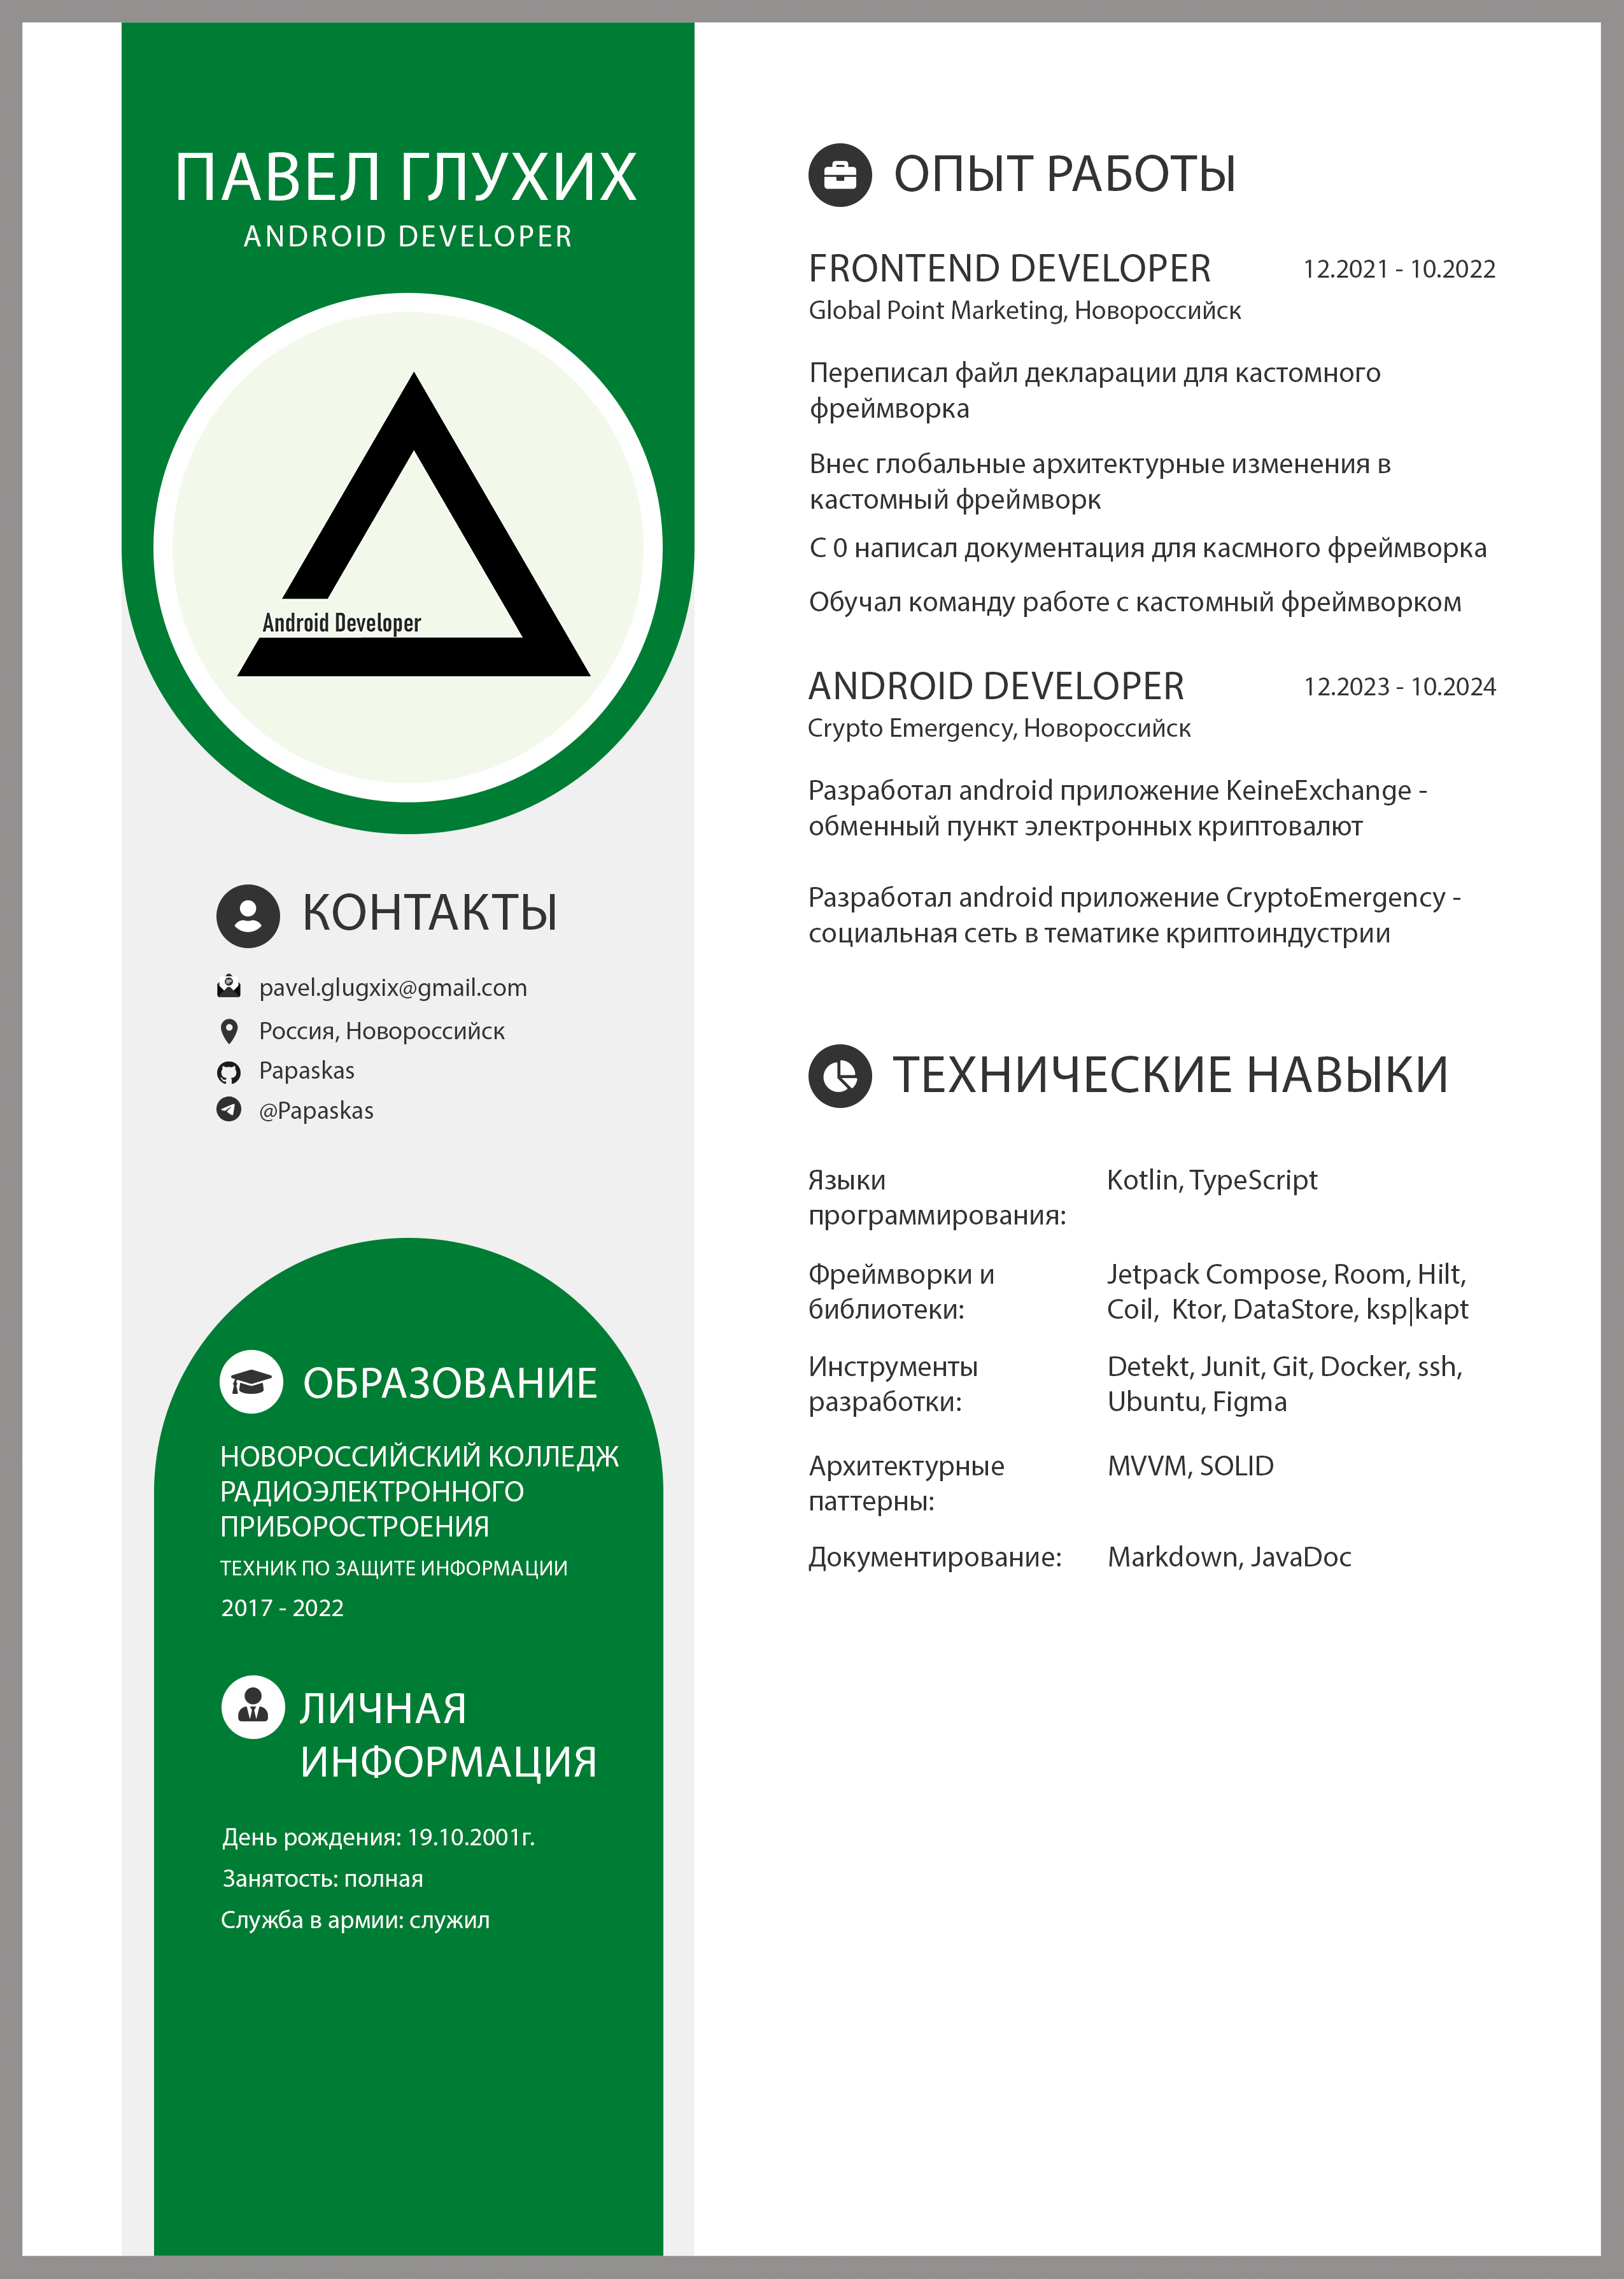 ПАВЕЛ ГЛУХИХ
ANDROID DEVELOPER
Android Developer
КОНТАКТЫ
pavel.glugxix@gmail.com
Россия, Новороссийск
Papaskas
@Papaskas
ОБРАЗОВАНИЕ
НОВОРОССИЙСКИЙ КОЛЛЕДЖ
РАДИОЭЛЕКТРОННОГО
ПРИБОРОСТРОЕНИЯ
ТЕХНИК ПО ЗАЩИТЕ ИНФОРМАЦИИ
2017 - 2022
ЛИЧНАЯ
ИНФОРМАЦИЯ
День рождения: 19.10.2001г.
Занятость: полная
Служба в армии: служил
ОПЫТ РАБОТЫ
FRONTEND DEVELOPER 12.2021 - 10.2022
Global Point Marketing, Новороссийск
Переписал файл декларации для кастомного
фреймворка
Внес глобальные архитектурные изменения в
кастомный фреймворк
С 0 написал документация для касмного фреймворка
Обучал команду работе с кастомный фреймворком
ANDROID DEVELOPER 12.2023 - 10.2024
Crypto Emergency, Новороссийск
Разработал android приложение KeineExchange -
обменный пункт электронных криптовалют
Разработал android приложение CryptoEmergency -
социальная сеть в тематике криптоиндустрии
ТЕХНИЧЕСКИЕ НАВЫКИ
Языки Kotlin, TypeScript
программирования:
Фреймворки и Jetpack Compose, Room, Hilt,
библиотеки: Coil, Ktor, DataStore, ksp|kapt
Инструменты Detekt, Junit, Git, Docker, ssh,
разработки: Ubuntu, Figma
Архитектурные MVVM, SOLID
паттерны:
Документирование: Markdown, JavaDoc